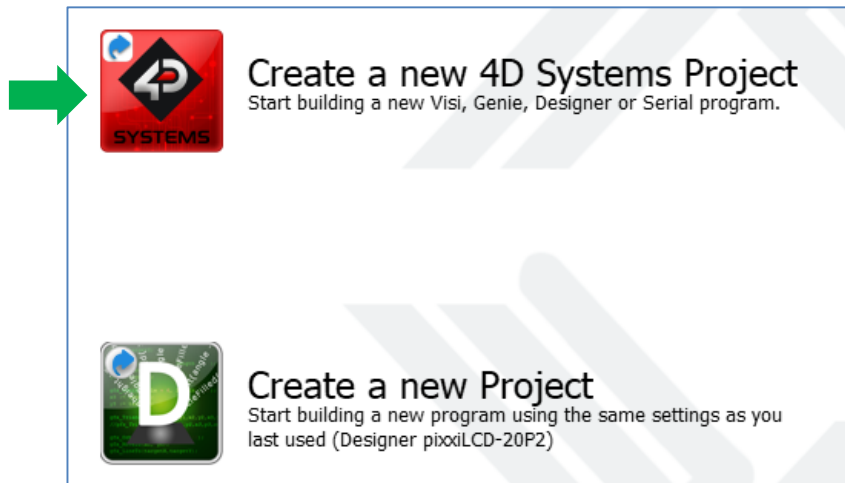 4D
SYSTEMS
Create a new 4D Systems Project
Start building a new Visi, Genie, Designer or Serial program.
D
Create a new Project
Start building a new program using the same settings as you
last used (Designer pixxiLCD-20P2)